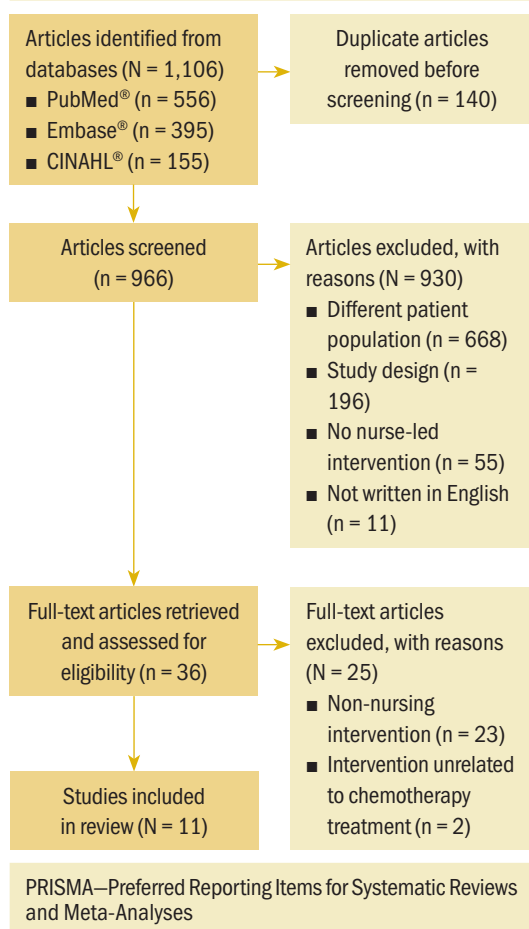 Articles identified from
databases (N = 1,106)
■ PubMed® (n = 556)
■ Embase® (n = 395)
■ CINAHL® (n = 155)
Duplicate articles
removed before
screening (n = 140)
Articles screened
(n = 966)
Articles excluded, with
reasons (N = 930)
■ Different patient
population (n = 668)
■ Study design (n =
196)
■ No nurse-led
intervention (n = 55)
■ Not written in English
(n = 11)
Full-text articles retrieved
and assessed for
eligibility (n = 36)
Full-text articles
excluded, with reasons
(N = 25)
■ Non-nursing
intervention (n = 23)
■ Intervention unrelated
to chemotherapy
treatment (n = 2)
Studies included
in review (N = 11)
PRISMA—Preferred Reporting Items for Systematic Reviews
and Meta-Analyses